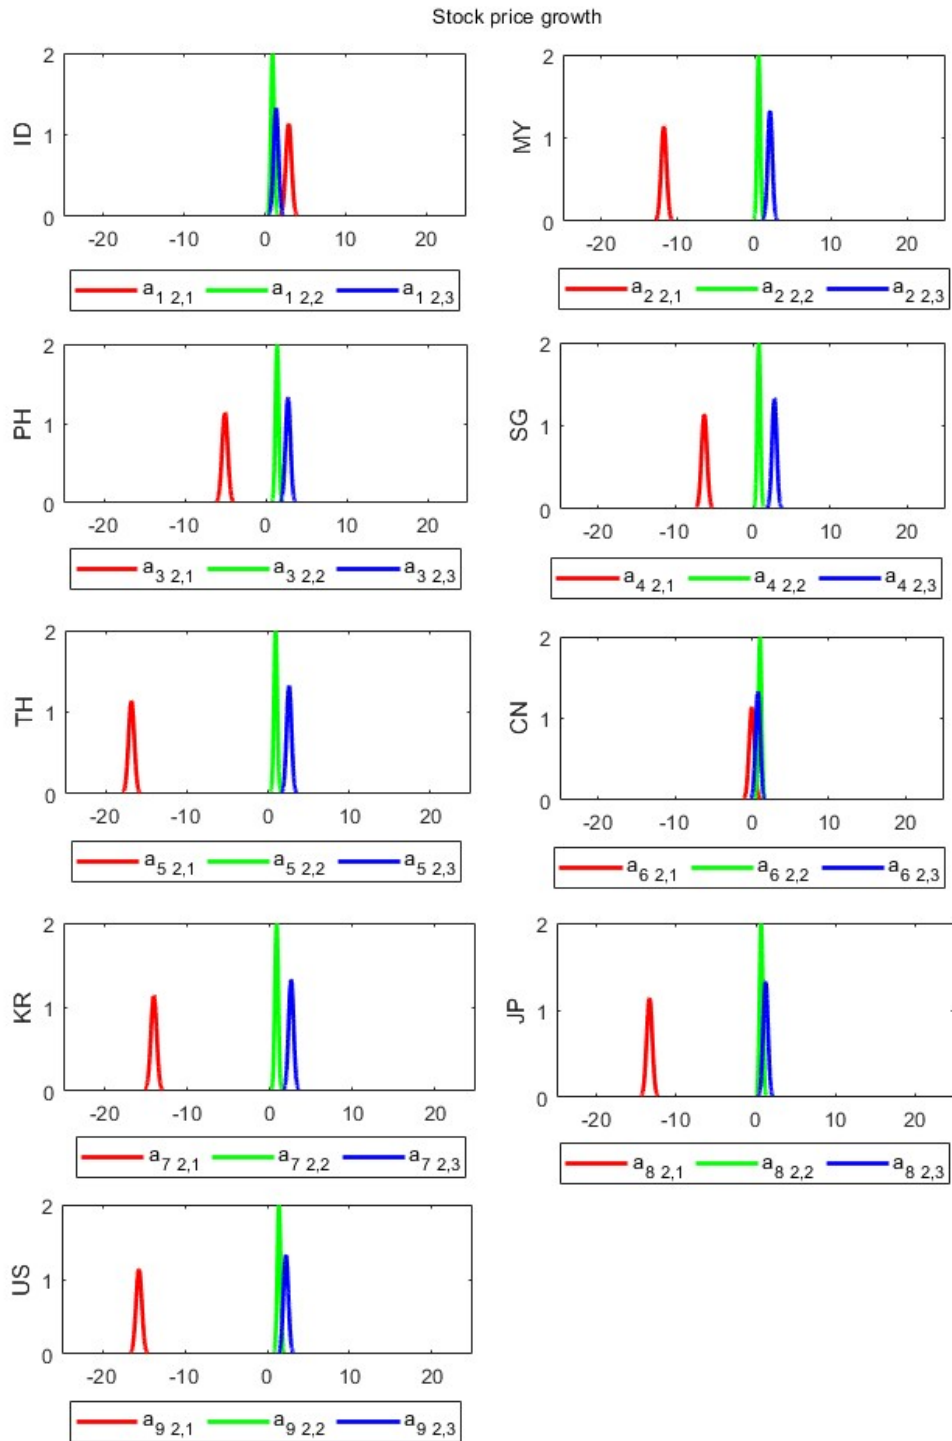 Stock price growth
ID
2
1
0
-20 -10 0 10 20
a1 2,1 a1 2,2 a1 2,3
MY
2
1
0
-20 -10 0 10 20
a2 2,1 a2 2,2 a2 2,3
PH
2
1
0
-20 -10 0 10 20
a3 2,1 a3 2,2 a3 2,3
SG
2
1
0
-20 -10 0 10 20
a4 2,1 a4 2,2 a4 2,3
TH
2
1
0
-20 -10 0 10 20
a5 2,1 a5 2,2 a5 2,3
CN
2
1
0
-20 -10 0 10 20
a6 2,1 a6 2,2 a6 2,3
KR
2
1
0
-20 -10 0 10 20
a7 2,1 a7 2,2 a7 2,3
JP
2
1
0
-20 -10 0 10 20
a8 2,1 a8 2,2 a8 2,3
US
2
1
0
-20 -10 0 10 20
a9 2,1 a9 2,2 a9 2,3